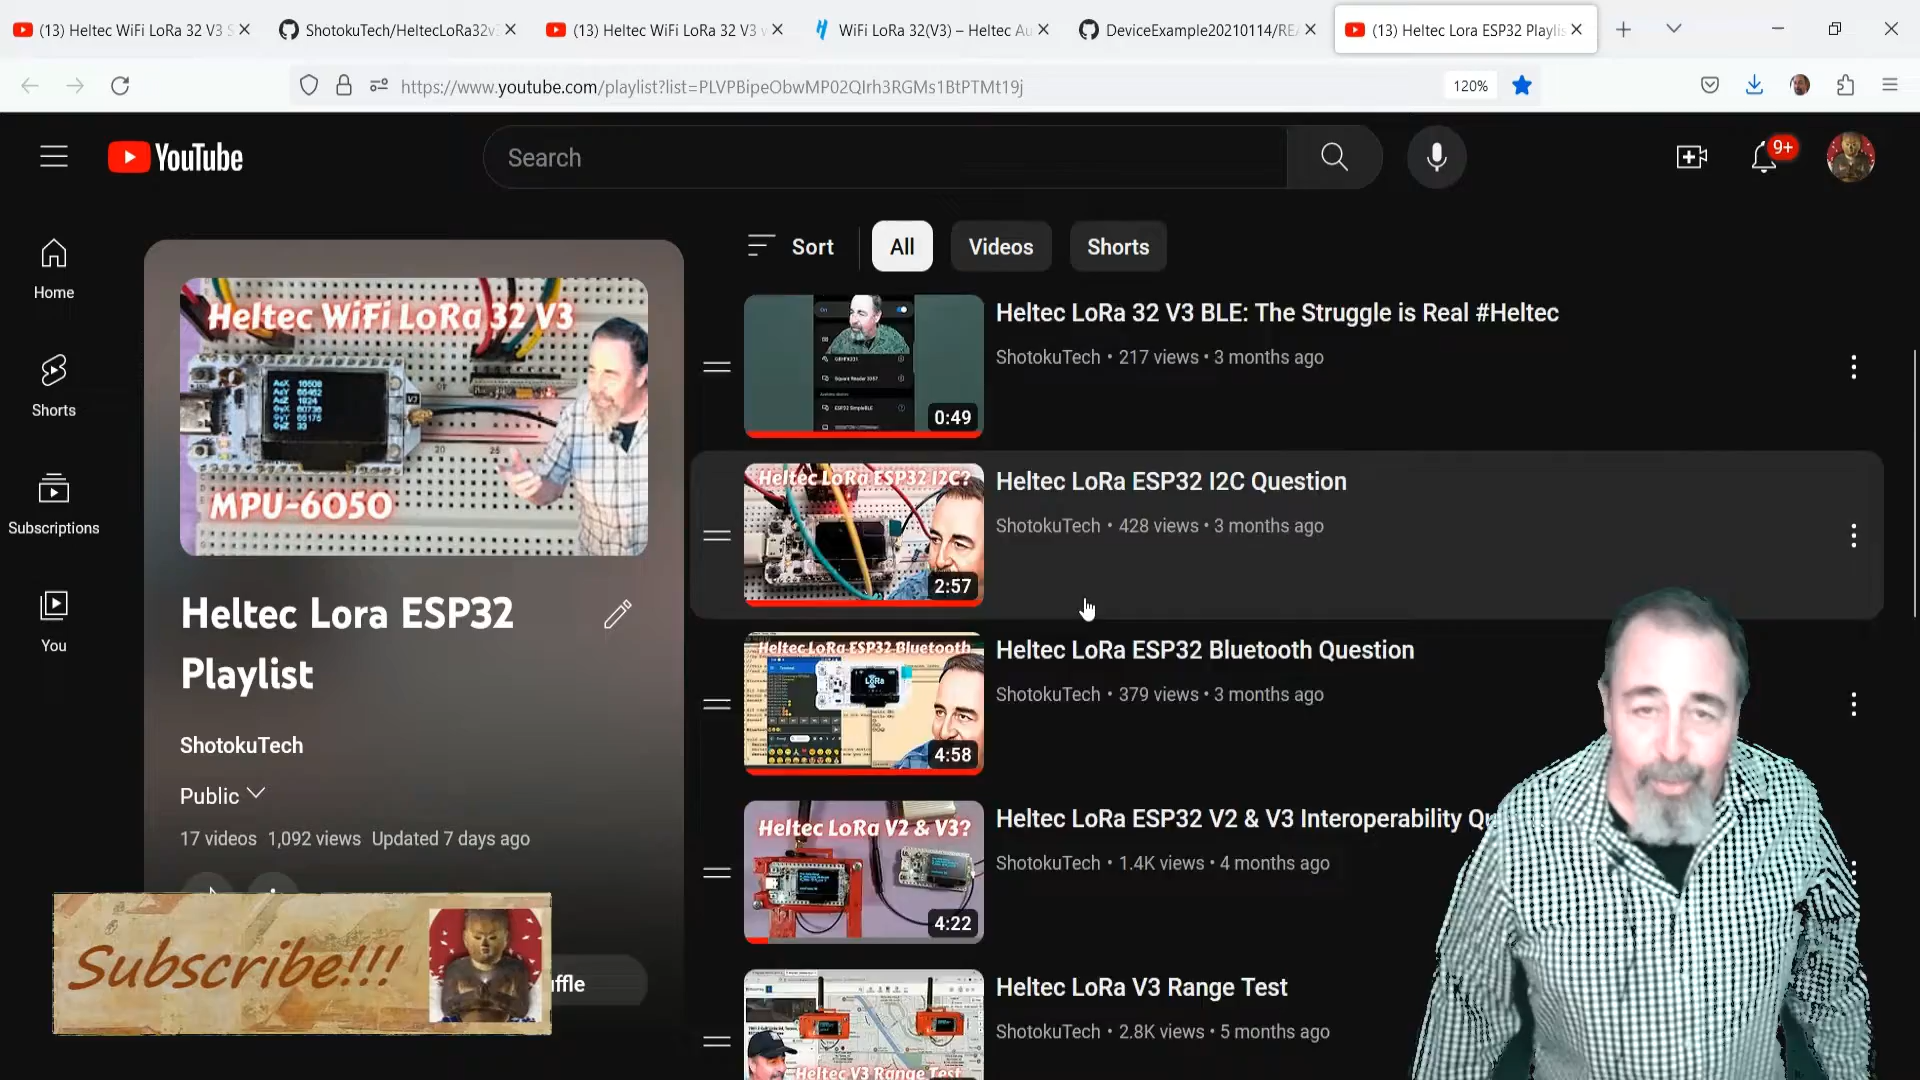 (13) Heltec WiFi LoRa 32 V3 S
ShotokuTech/HeltecLoRa32v
(13) Heltec WiFi LoRa 32 V3 v
WiFi LoRa 32(V3) – Heltec Au
DeviceExample20210114/REA
(13) Heltec Lora ESP32 Playlis
https://www.youtube.com/playlist?list=PLVPBipeObwMP02QIrh3RGMs1BtPTMt19j
120%
YouTube
Search
9+
Home
Shorts
Subscriptions
You
Heltec WiFi LoRa 32 V3
MPU-6050
Heltec Lora ESP32
Playlist
ShotokuTech
Public
17 videos 1,092 views Updated 7 days ago
Subscribe!!!
uffle
Sort
All
Videos
Shorts
0:49
Heltec LoRa 32 V3 BLE: The Struggle is Real #Heltec
ShotokuTech • 217 views • 3 months ago
Heltec LoRa ESP32 I2C?
2:57
Heltec LoRa ESP32 I2C Question
ShotokuTech • 428 views • 3 months ago
Heltec LoRa ESP32 Bluetooth
LoRa
4:58
Heltec LoRa ESP32 Bluetooth Question
ShotokuTech • 379 views • 3 months ago
Heltec LoRa V2 & V3?
4:22
Heltec LoRa ESP32 V2 & V3 Interoperability Qu
ShotokuTech • 1.4K views • 4 months ago
Heltec V3 Range Test
Heltec LoRa V3 Range Test
ShotokuTech • 2.8K views • 5 months ago